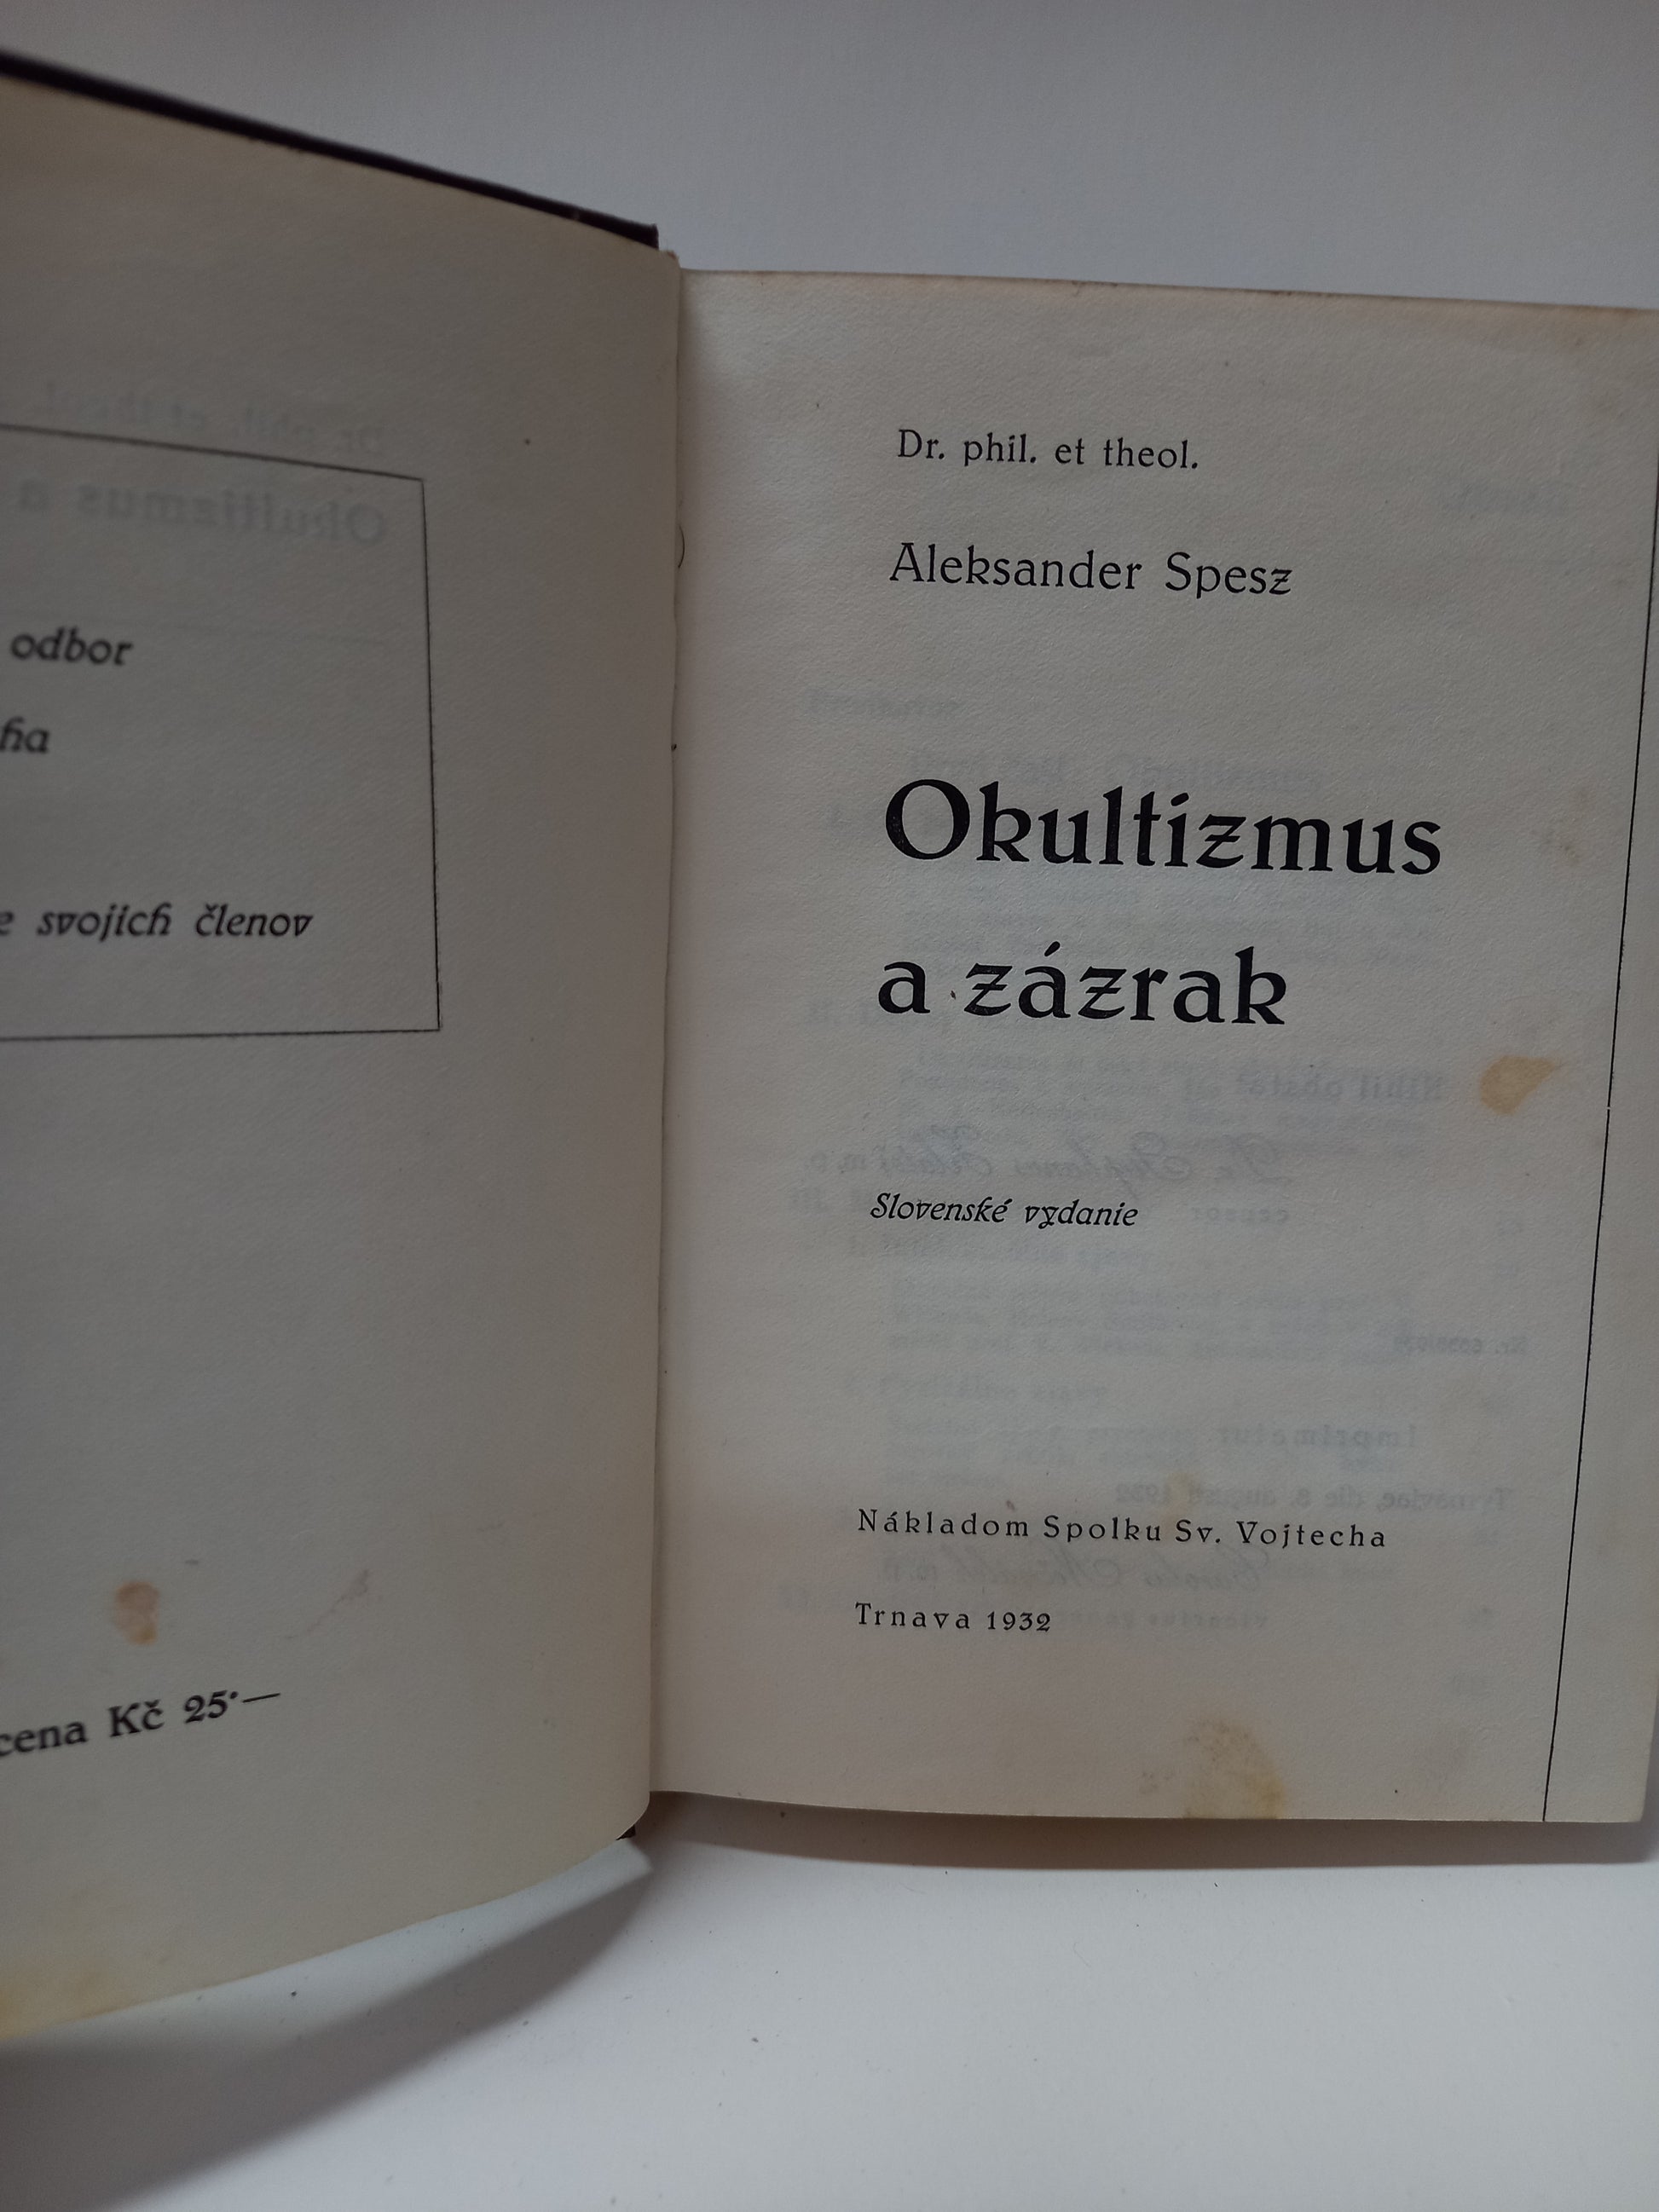 odbor
ha
e svojich členov
cena Kč 25·—
Dr. phil. et theol.
Aleksander Spesz
Okultizmus
a zázrak
Slovenské vydanie
Nákladom Spolku Sv. Vojtecha
Trnava 1932